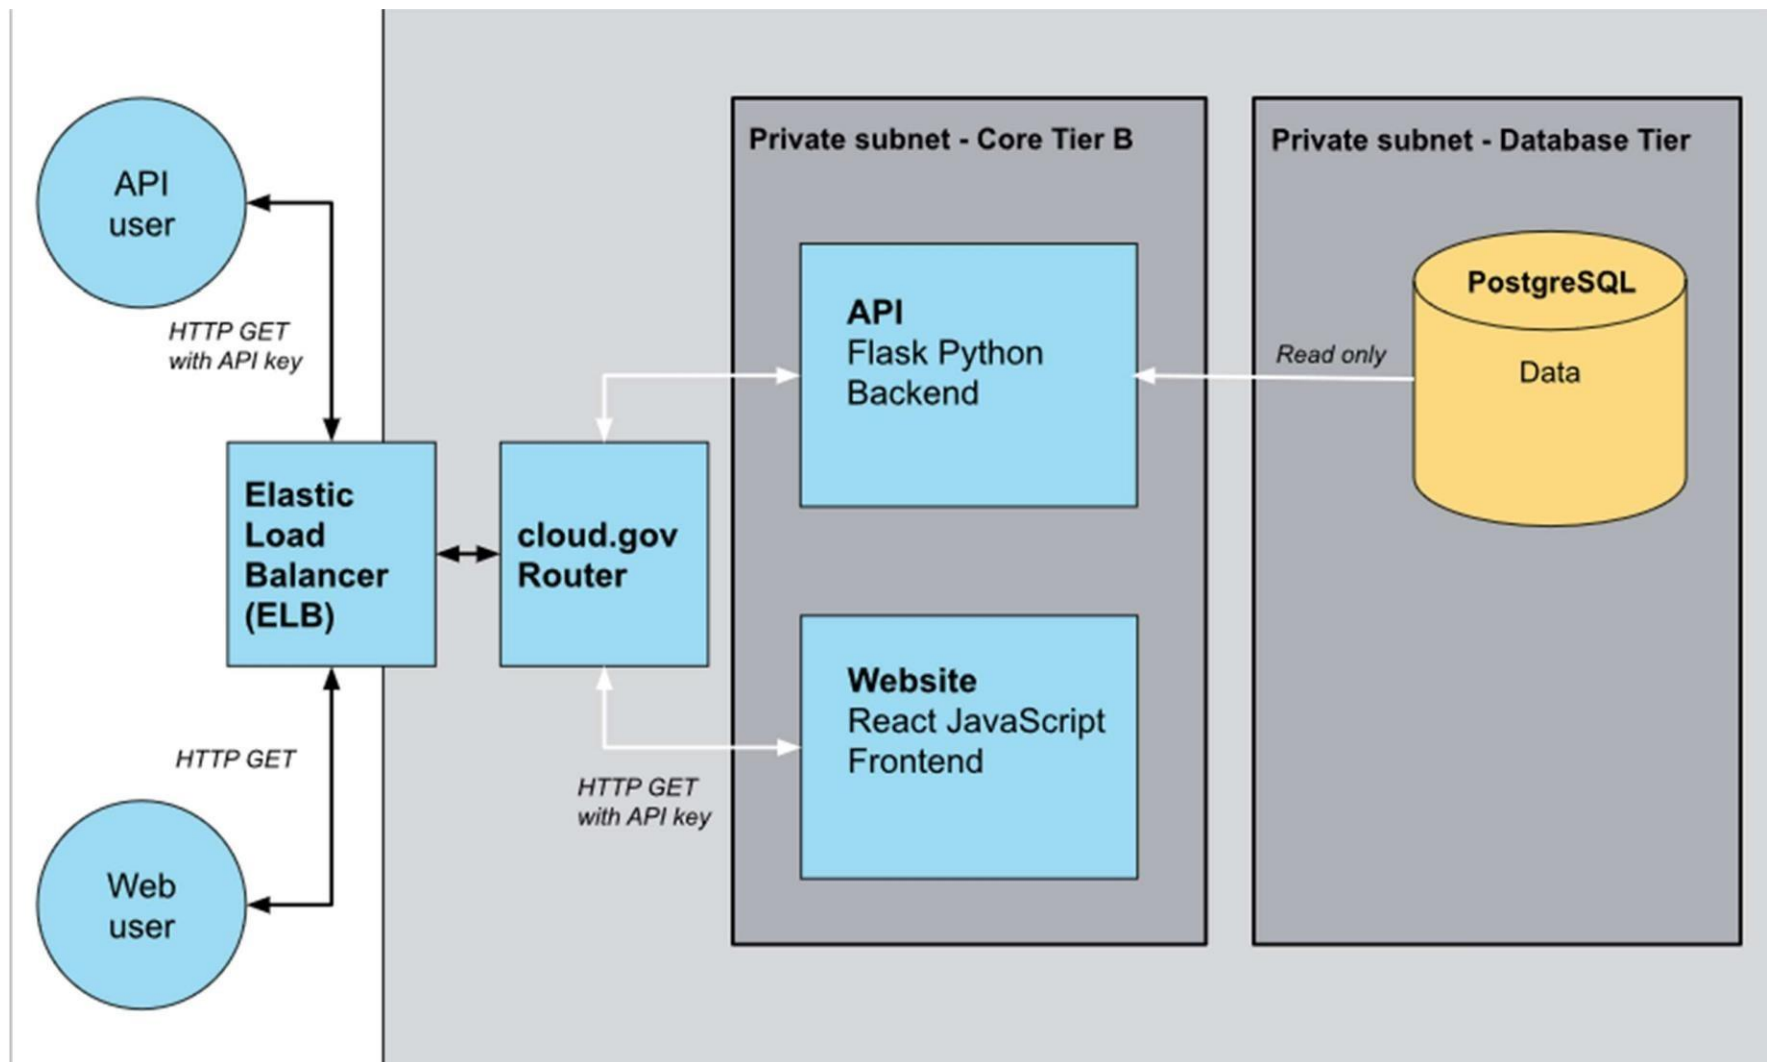 API
user
HTTP GET
with API key
Elastic
Load
Balancer
(ELB)
HTTP GET
Web
user
cloud.gov
Router
HTTP GET
with API key
Private subnet - Core Tier B
API
Flask Python
Backend
Website
React JavaScript
Frontend
Private subnet - Database Tier
Read only
PostgreSQL
Data